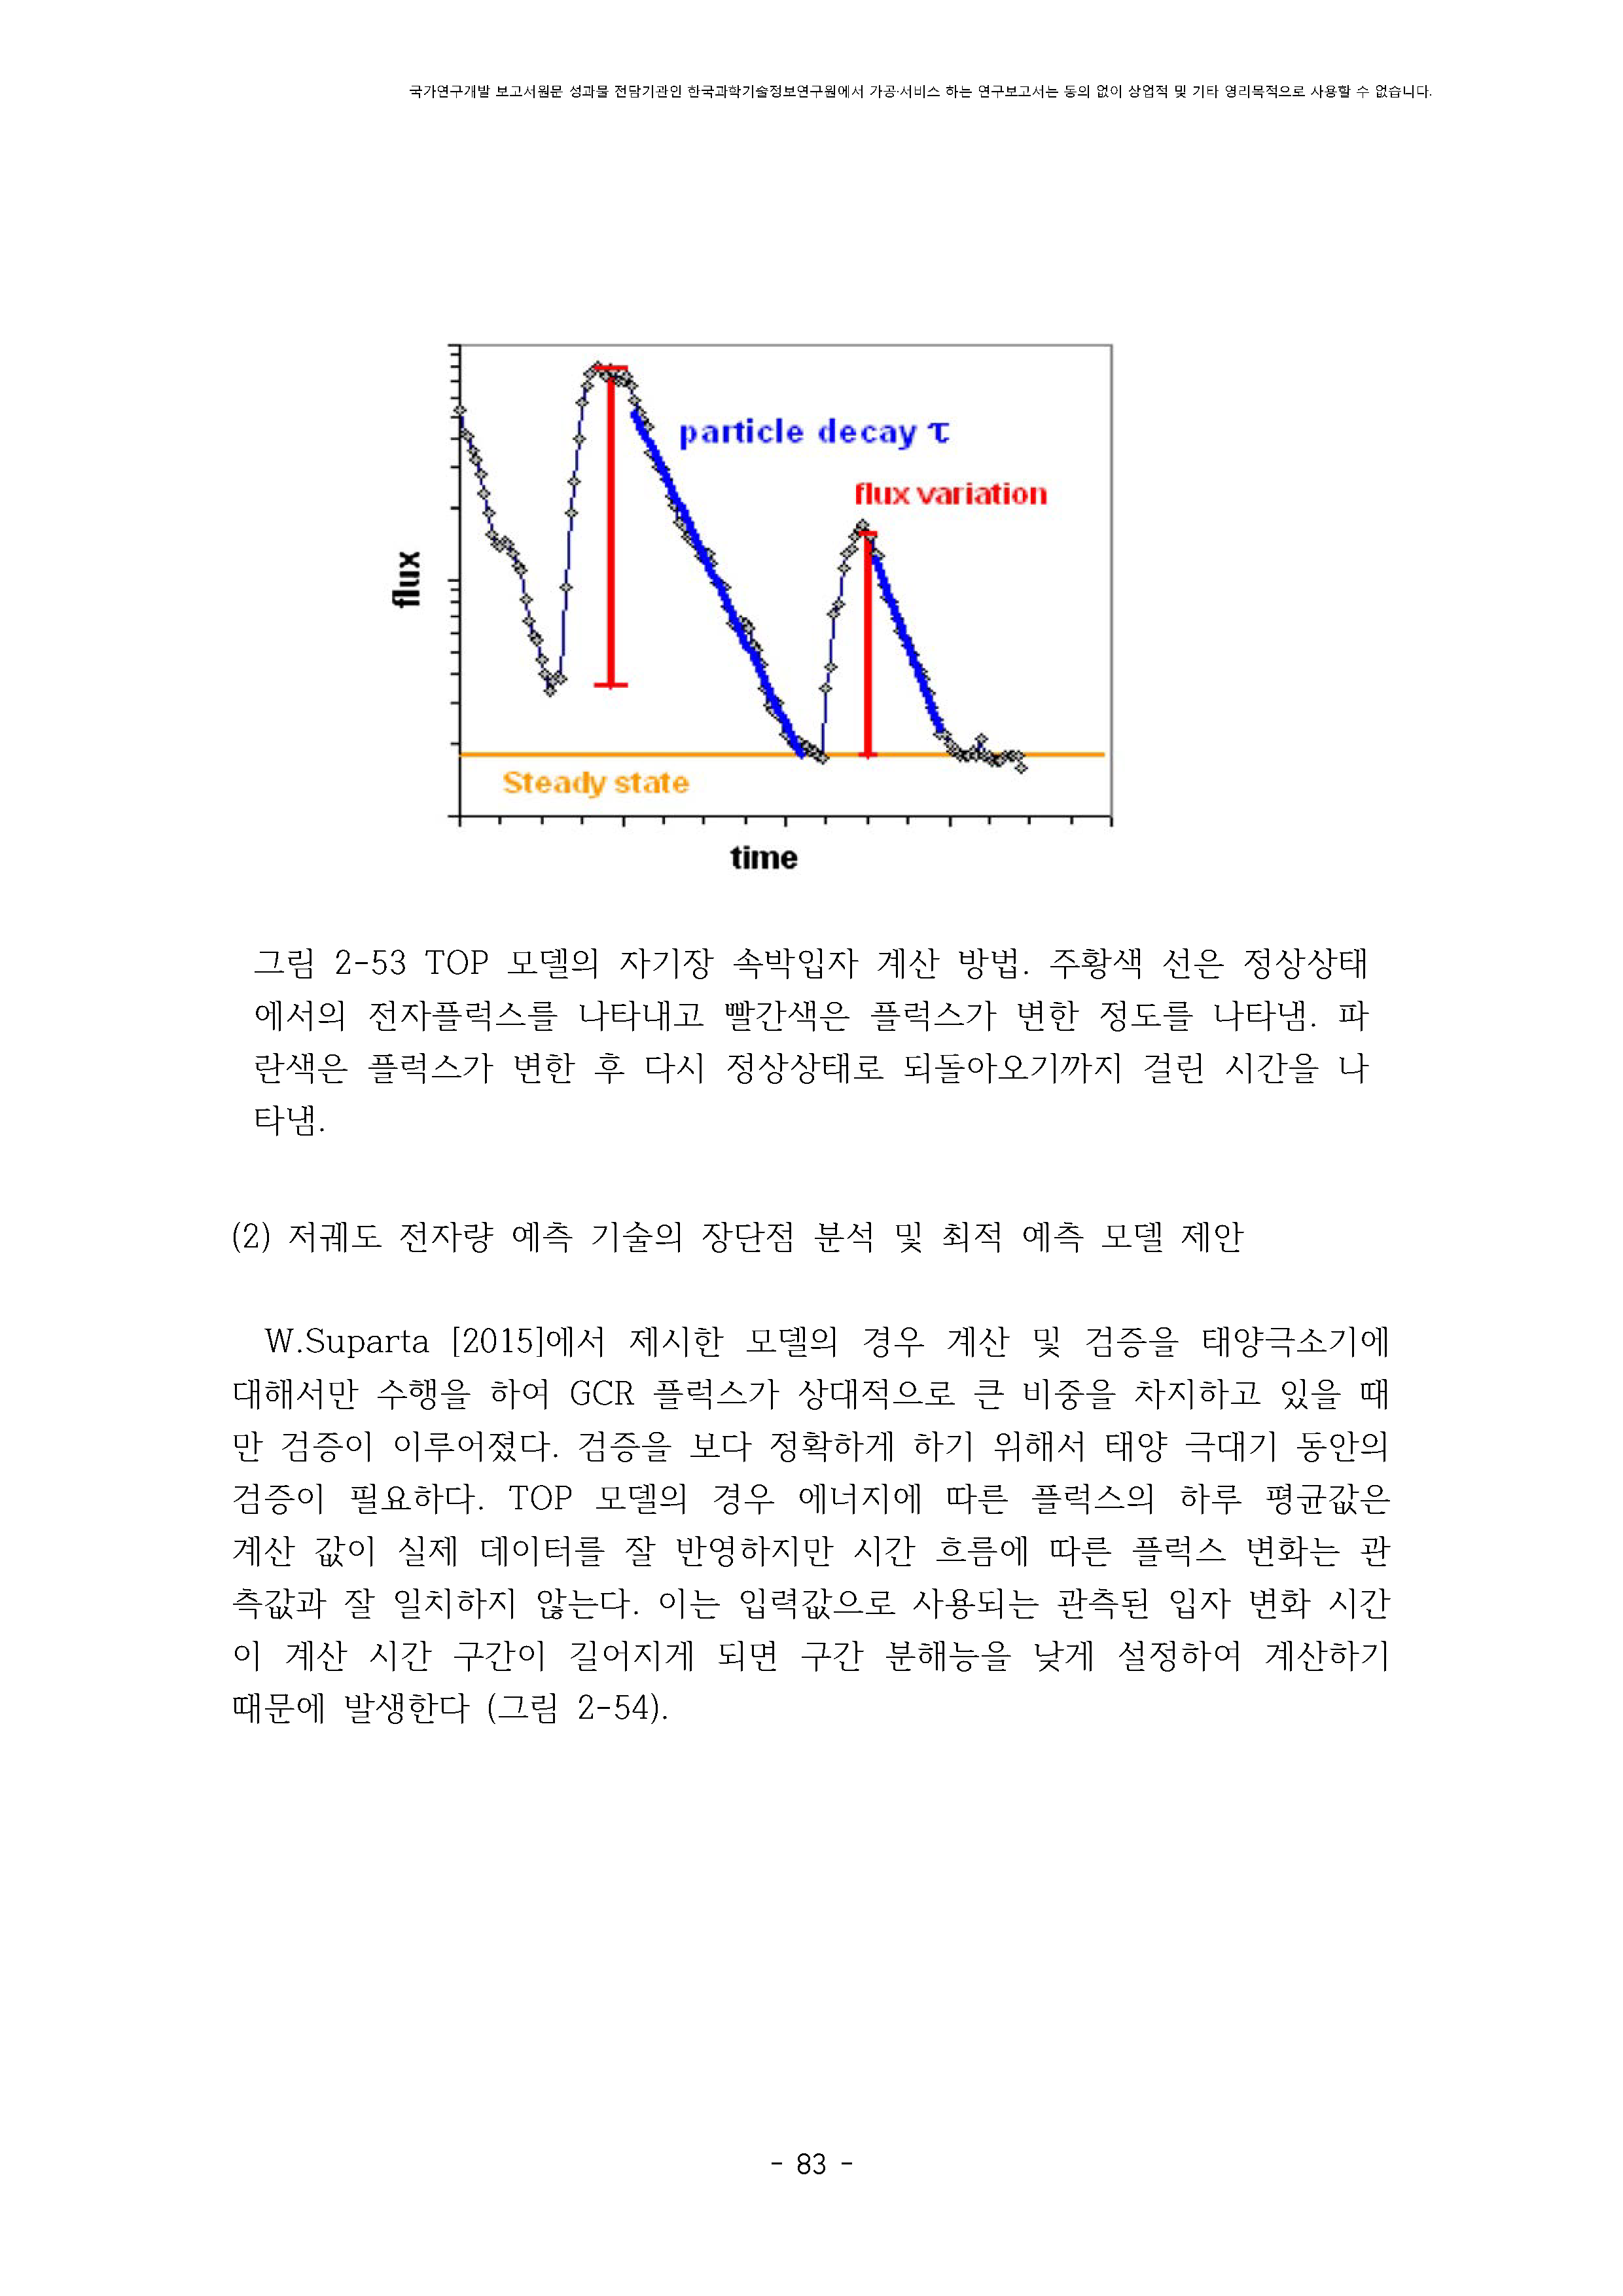 국가연구개발 보고서원문 성과물 전담기관인 한국과학기술정보연구원에서 가공·서비스 하는 연구보고서는 동의 없이 상업적 및 기타 영리목적으로 사용할 수 없습니다.
particle decay τ
flux variation
flux
Steady state
time
그림 2-53 TOP 모델의 자기장 속박입자 계산 방법. 주황색 선은 정상상태
에서의 전자플럭스를 나타내고 빨간색은 플럭스가 변한 정도를 나타냄. 파
란색은 플럭스가 변한 후 다시 정상상태로 되돌아오기까지 걸린 시간을 나
타냄.
(2) 저궤도 전자량 예측 기술의 장단점 분석 및 최적 예측 모델 제안
W.Suparta [2015]에서 제시한 모델의 경우 계산 및 검증을 태양극소기에
대해서만 수행을 하여 GCR 플럭스가 상대적으로 큰 비중을 차지하고 있을 때
만 검증이 이루어졌다. 검증을 보다 정확하게 하기 위해서 태양 극대기 동안의
검증이 필요하다. TOP 모델의 경우 에너지에 따른 플럭스의 하루 평균값은
계산 값이 실제 데이터를 잘 반영하지만 시간 흐름에 따른 플럭스 변화는 관
측값과 잘 일치하지 않는다. 이는 입력값으로 사용되는 관측된 입자 변화 시간
이 계산 시간 구간이 길어지게 되면 구간 분해능을 낮게 설정하여 계산하기
때문에 발생한다 (그림 2-54).
- 83 -